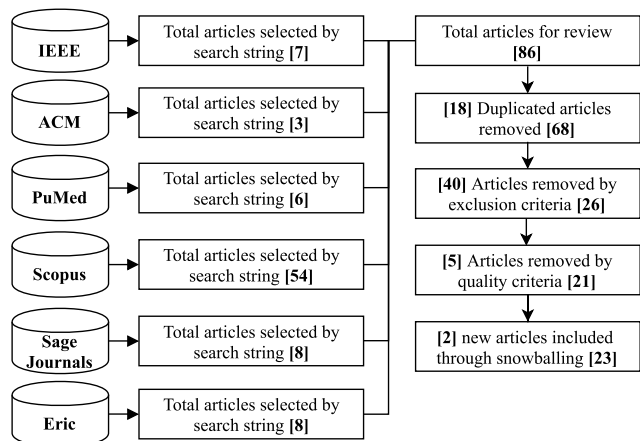 IEEE
Total articles selected by
search string [7]
ACM
Total articles selected by
search string [3]
PuMed
Total articles selected by
search string [6]
Scopus
Total articles selected by
search string [54]
Sage
Journals
Total articles selected by
search string [8]
Eric
Total articles selected by
search string [8]
Total articles for review
[86]
[18] Duplicated articles
removed [68]
[40] Articles removed by
exclusion criteria [26]
[5] Articles removed by
quality criteria [21]
[2] new articles included
through snowballing [23]